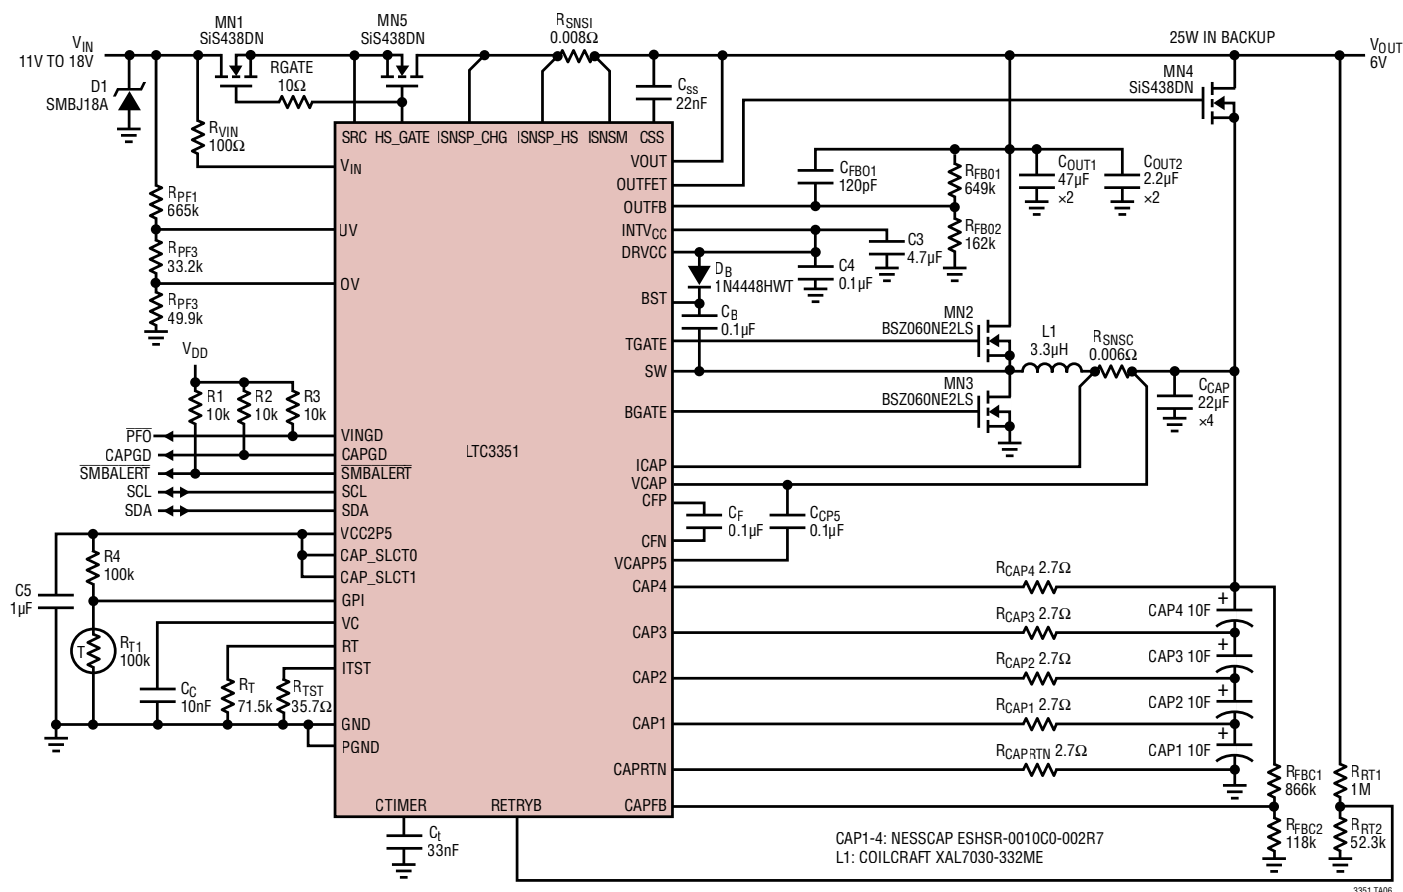 VIN
11V TO 18V
MN1
SiS438DN
MN5
SiS438DN
RSNSI
0.008Ω
25W IN BACKUP
VOUT
6V
D1
SMBJ18A
RGATE
10Ω
CSS
22nF
MN4
SiS438DN
RVIN
100Ω
SRC HS_GATE ISNSP_CHG ISNSP_HS ISNSM CSS
VIN
UV
OV
VOUT
OUTFET
OUTFB
INTVCC
DRVCC
BST
TGATE
SW
BGATE
RPF1
665k
RPF3
33.2k
RPF3
49.9k
CFBO1
120pF
RFBO1
649k
RFBO2
162k
COUT1
47µF
×2
COUT2
2.2µF
×2
C3
4.7µF
C4
0.1µF
DB
1N4448HWT
CB
0.1µF
MN2
BSZ060NE2LS
MN3
BSZ060NE2LS
L1
3.3µH
RSNSC
0.006Ω
CCAP
22µF
×4
VDD
R1
10k
R2
10k
R3
10k
PFO
CAPGD
SMBALERT
SCL
SDA
VINGD
CAPGD
SMBALERT
SCL
SDA
LTC3351
ICAP
VCAP
CFP
CFN
VCAPP5
CF
0.1µF
CCP5
0.1µF
VCC2P5
CAP_SLCT0
CAP_SLCT1
GPI
VC
RT
ITST
GND
PGND
C5
1µF
R4
100k
T
RT1
100k
CC
10nF
RT
71.5k
RTST
35.7Ω
CAP4
CAP3
CAP2
CAP1
CAPRTN
CAPFB
RCAP4 2.7Ω
RCAP3 2.7Ω
RCAP2 2.7Ω
RCAP1 2.7Ω
RCAPRTN 2.7Ω
+
CAP4 10F
+
CAP3 10F
+
CAP2 10F
+
CAP1 10F
RFBC1
866k
RFBC2
118k
RRT1
1M
RRT2
52.3k
CTIMER
RETRYB
Ct
33nF
CAP1-4: NESSCAP ESHSR-0010C0-002R7
L1: COILCRAFT XAL7030-332ME
3351 TA06